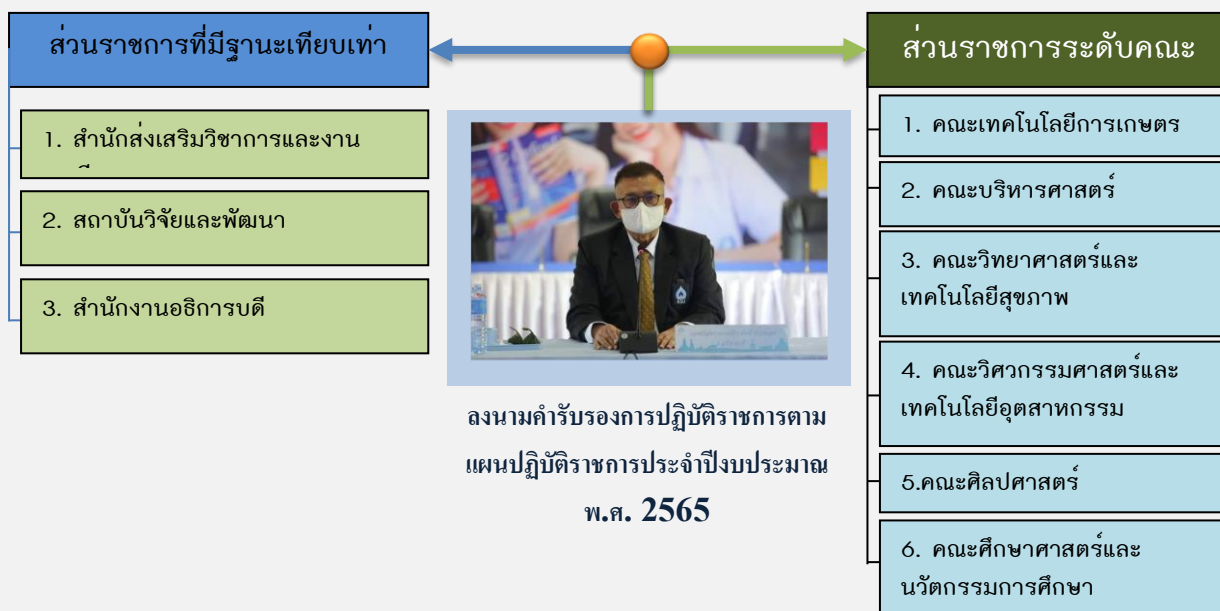 ส่วนราชการที่มีฐานะเทียบเท่า
1. สำนักส่งเสริมวิชาการและงาน
2. สถาบันวิจัยและพัฒนา
3. สำนักงานอธิการบดี
ลงนามคำรับรองการปฏิบัติราชการตาม
แผนปฏิบัติราชการประจำปีงบประมาณ
พ.ศ. 2565
ส่วนราชการระดับคณะ
1. คณะเทคโนโลยีการเกษตร
2. คณะบริหารศาสตร์
3. คณะวิทยาศาสตร์และ
เทคโนโลยีสุขภาพ
4. คณะวิศวกรรมศาสตร์และ
เทคโนโลยีอุตสาหกรรม
5.คณะศิลปศาสตร์
6. คณะศึกษาศาสตร์และ
นวัตกรรมการศึกษา